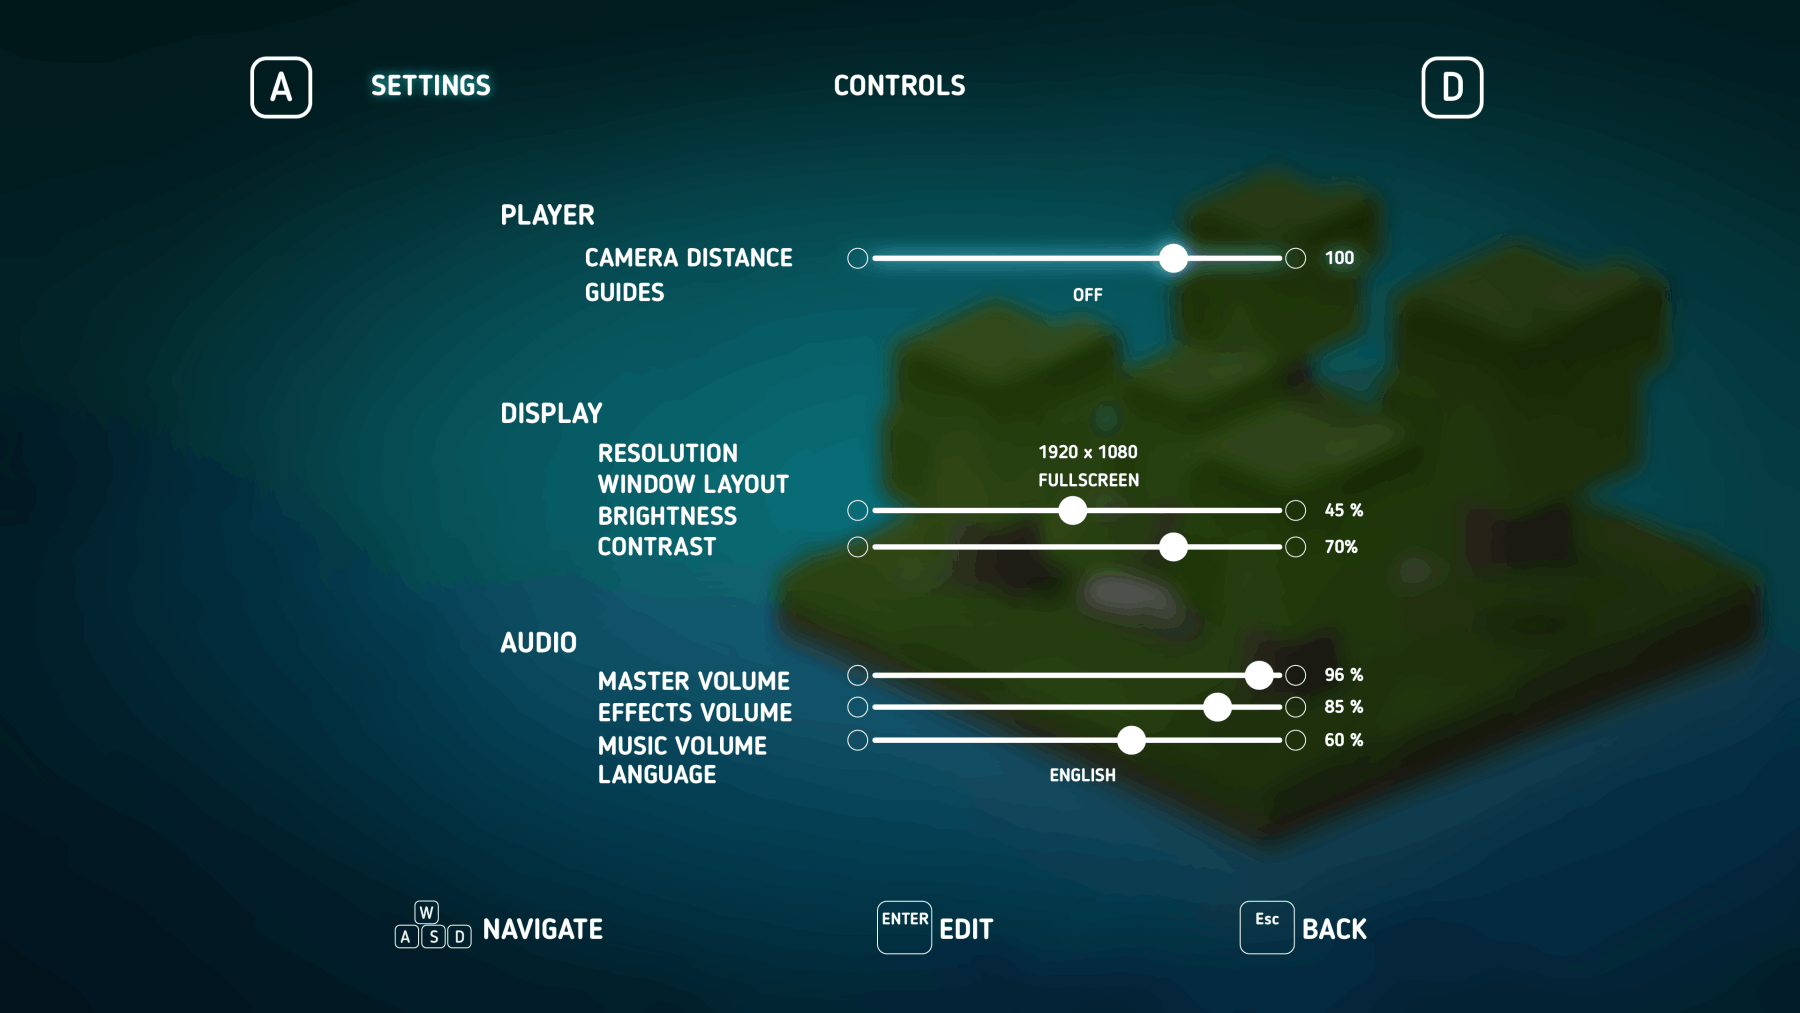 A SETTINGS CONTROLS D
PLAYER
CAMERA DISTANCE 100
GUIDES OFF
DISPLAY
RESOLUTION 1920 x 1080
WINDOW LAYOUT FULLSCREEN
BRIGHTNESS 45 %
CONTRAST 70%
AUDIO
MASTER VOLUME 96 %
EFFECTS VOLUME 85 %
MUSIC VOLUME 60 %
LANGUAGE ENGLISH
W
A S D NAVIGATE ENTER EDIT Esc BACK